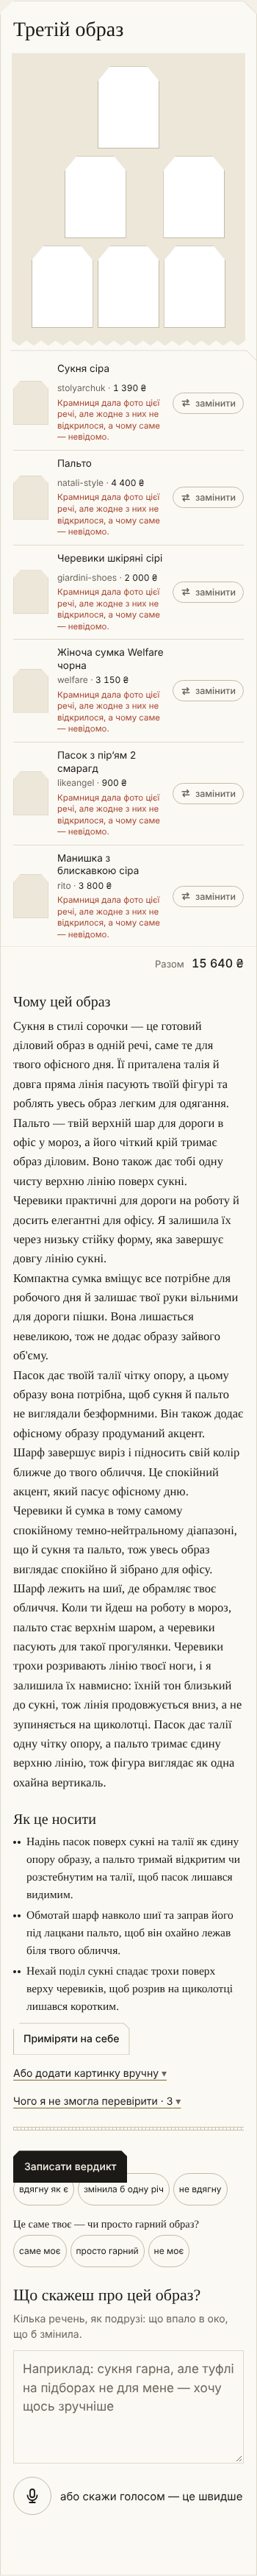 Третій образ
Сукня сіра
stolyarchuk · 1 390 ₴
Крамниця дала фото цієї
речі, але жодне з них не
відкрилося, а чому саме
— невідомо.
⇄ замінити
Пальто
natali-style · 4 400 ₴
Крамниця дала фото цієї
речі, але жодне з них не
відкрилося, а чому саме
— невідомо.
⇄ замінити
Черевики шкіряні сірі
giardini-shoes · 2 000 ₴
Крамниця дала фото цієї
речі, але жодне з них не
відкрилося, а чому саме
— невідомо.
⇄ замінити
Жіноча сумка Welfare
чорна
welfare · 3 150 ₴
Крамниця дала фото цієї
речі, але жодне з них не
відкрилося, а чому саме
— невідомо.
⇄ замінити
Пасок з пір'ям 2
смарагд
likeangel · 900 ₴
Крамниця дала фото цієї
речі, але жодне з них не
відкрилося, а чому саме
— невідомо.
⇄ замінити
Манишка з
блискавкою сіра
rito · 3 800 ₴
Крамниця дала фото цієї
речі, але жодне з них не
відкрилося, а чому саме
— невідомо.
⇄ замінити
Разом 15 640 ₴
Чому цей образ
Сукня в стилі сорочки — це готовий
діловий образ в одній речі, саме те для
твого офісного дня. Її приталена талія й
довга пряма лінія пасують твоїй фігурі та
роблять увесь образ легким для одягання.
Пальто — твій верхній шар для дороги в
офіс у мороз, а його чіткий крій тримає
образ діловим. Воно також дає тобі одну
чисту верхню лінію поверх сукні.
Черевики практичні для дороги на роботу й
досить елегантні для офісу. Я залишила їх
через низьку стійку форму, яка завершує
довгу лінію сукні.
Компактна сумка вміщує все потрібне для
робочого дня й залишає твої руки вільними
для дороги пішки. Вона лишається
невеликою, тож не додає образу зайвого
об'єму.
Пасок дає твоїй талії чітку опору, а цьому
образу вона потрібна, щоб сукня й пальто
не виглядали безформними. Він також додає
офісному образу продуманий акцент.
Шарф завершує виріз і підносить свій колір
ближче до твого обличчя. Це спокійний
акцент, який пасує офісному дню.
Черевики й сумка в тому самому
спокійному темно-нейтральному діапазоні,
що й сукня та пальто, тож увесь образ
виглядає спокійно й зібрано для офісу.
Шарф лежить на шиї, де обрамляє твоє
обличчя. Коли ти йдеш на роботу в мороз,
пальто стає верхнім шаром, а черевики
пасують для такої прогулянки. Черевики
трохи розривають лінію твоєї ноги, і я
залишила їх навмисно: їхній тон близький
до сукні, тож лінія продовжується вниз, а не
зупиняється на щиколотці. Пасок дає талії
одну чітку опору, а пальто тримає єдину
верхню лінію, тож фігура виглядає як одна
охайна вертикаль.
Як це носити
• Надінь пасок поверх сукні на талії як єдину
опору образу, а пальто тримай відкритим чи
розстебнутим на талії, щоб пасок лишався
видимим.
• Обмотай шарф навколо шиї та заправ його
під лацкани пальто, щоб він охайно лежав
біля твого обличчя.
• Нехай поділ сукні спадає трохи поверх
верху черевиків, щоб розрив на щиколотці
лишався коротким.
Приміряти на себе
Або додати картинку вручну ▾
Чого я не змогла перевірити · 3 ▾
Записати вердикт
вдягну як є
змінила б одну річ
не вдягну
Це саме твоє — чи просто гарний образ?
саме моє
просто гарний
не моє
Що скажеш про цей образ?
Кілька речень, як подрузі: що впало в око,
що б змінила.
Наприклад: сукня гарна, але туфлі
на підборах не для мене — хочу
щось зручніше
або скажи голосом — це швидше